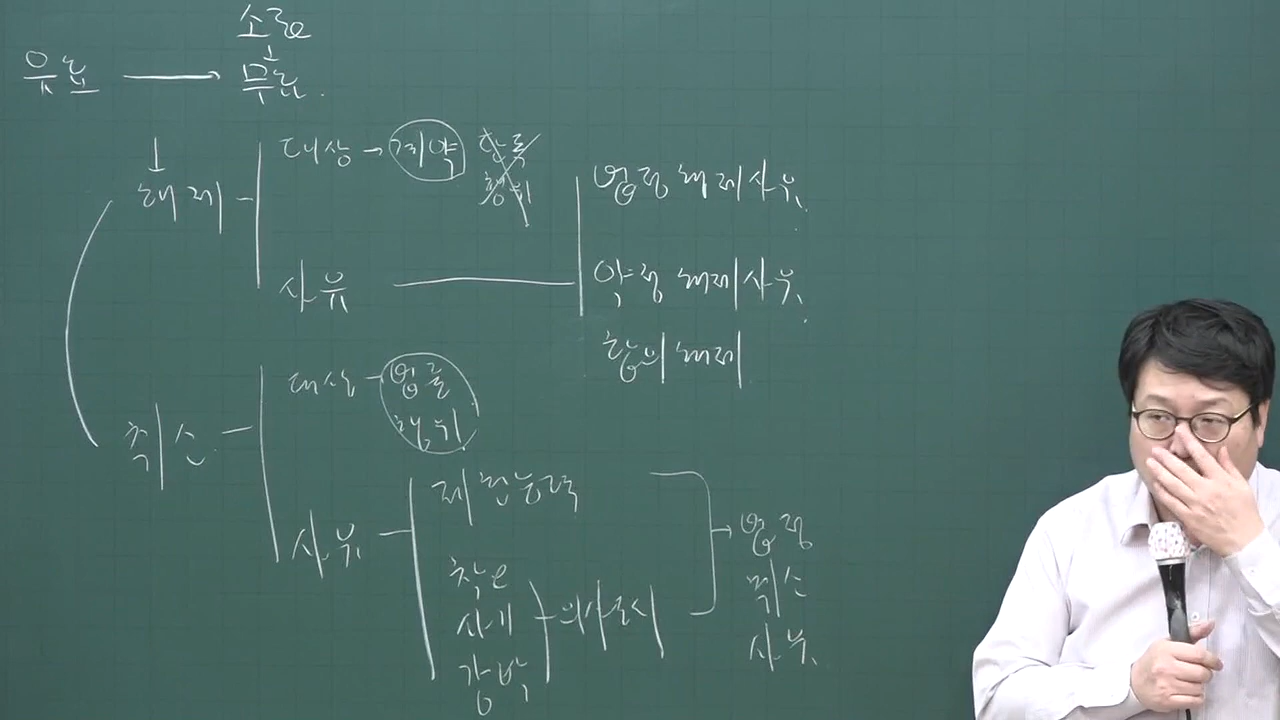 소급
유효 → 무효.
해제
대상 → 계약
단독
행위
사유
법정 해제사유.
약정 해제사유.
합의해제
취소
대상 - 법률
행위
사유
제한능력
착오
사기
강박
의사표시
법정
취소
사유.